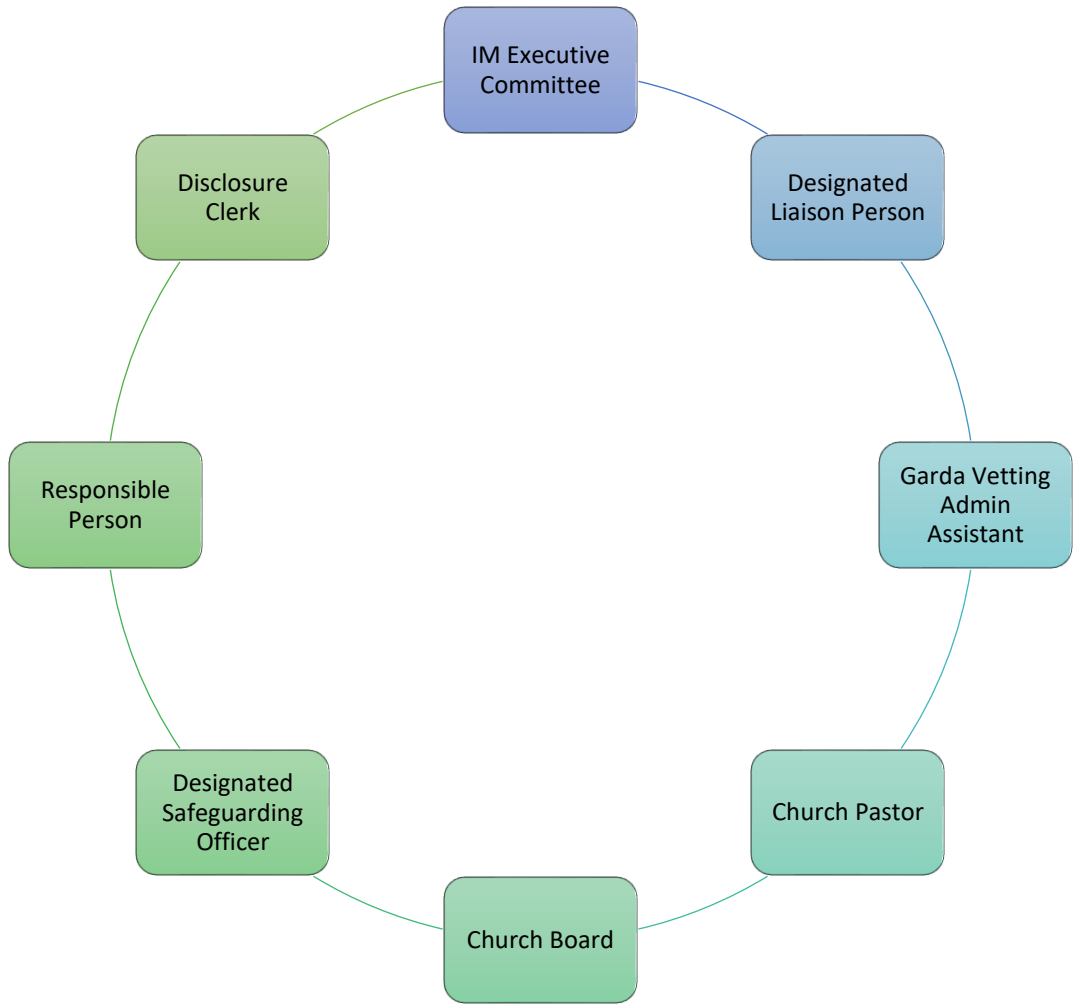 IM Executive
Committee
Designated
Liaison Person
Garda Vetting
Admin
Assistant
Church Pastor
Church Board
Designated
Safeguarding
Officer
Responsible
Person
Disclosure
Clerk